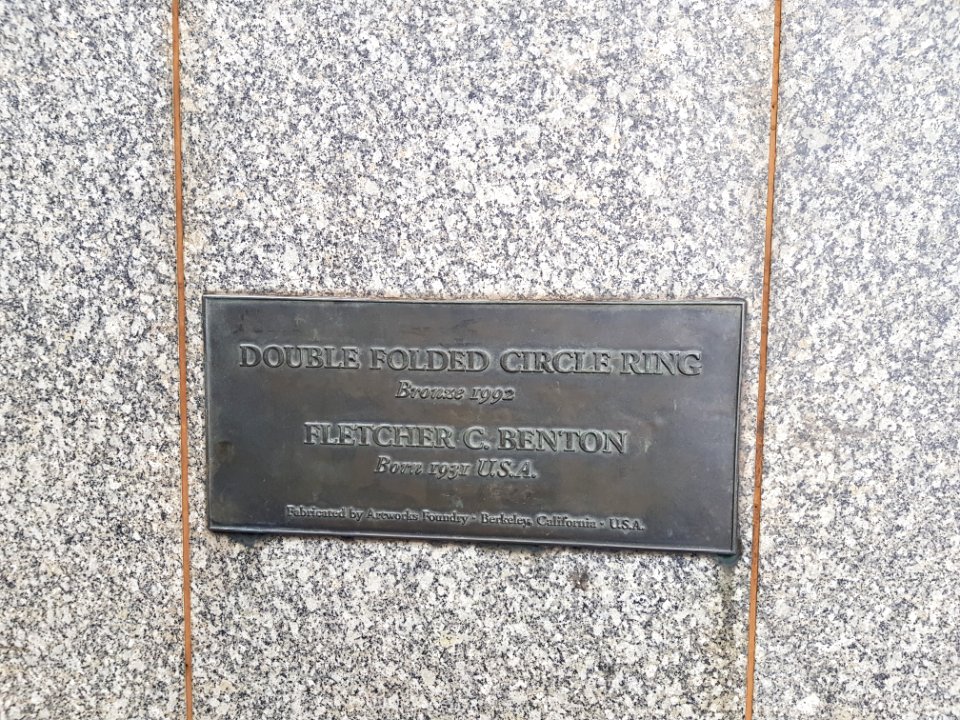 DOUBLE FOLDED CIRCLE RING
Bronze 1992
FLETCHER C. BENTON
Born 1931 U.S.A.
Fabricated by Artworks Foundry · Berkeley, California · U.S.A.